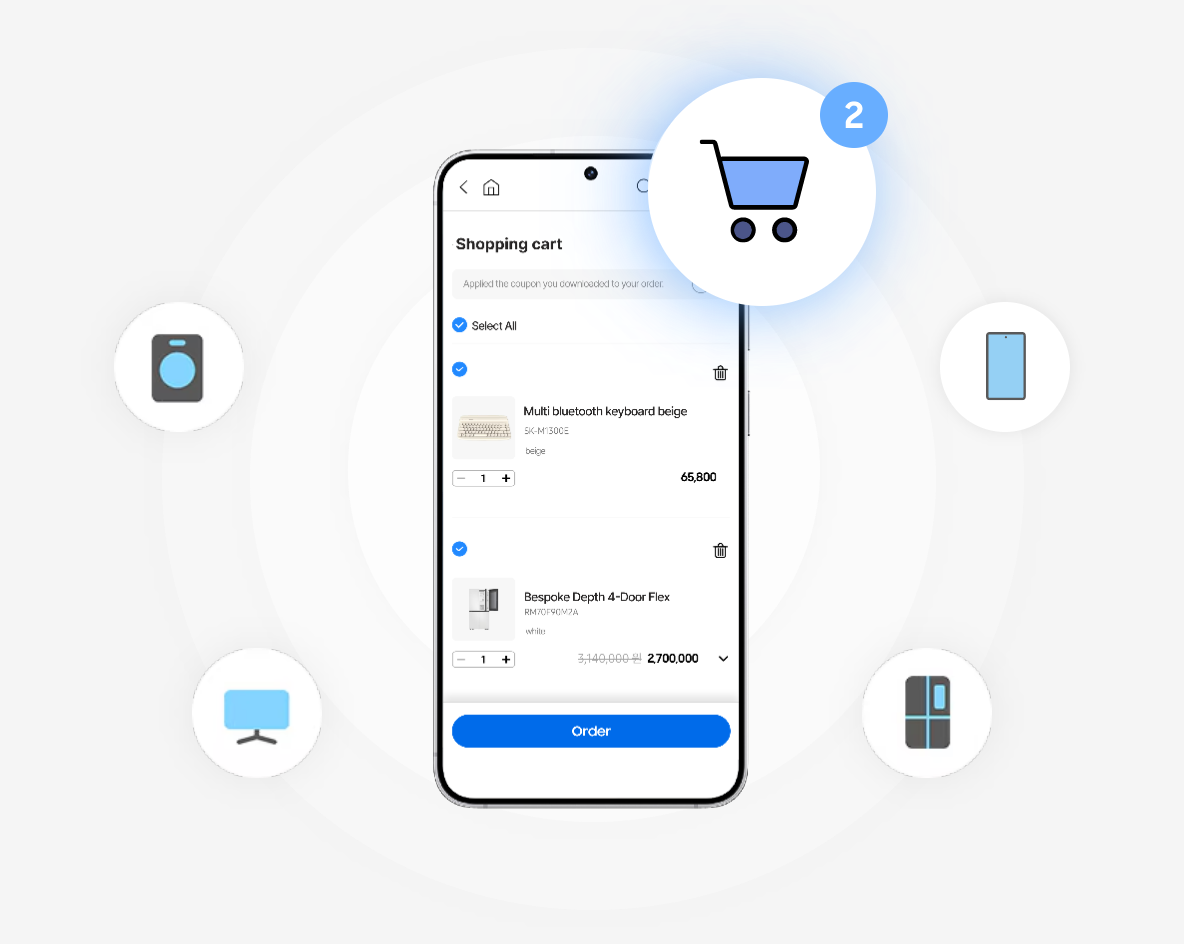 2
Shopping cart
Applied the coupon you downloaded to your order.
Select All
Multi bluetooth keyboard beige
SK-M1300E
beige
1
65,800
Bespoke Depth 4-Door Flex
RM70F90M2A
white
1
3,140,000 원 2,700,000
Order